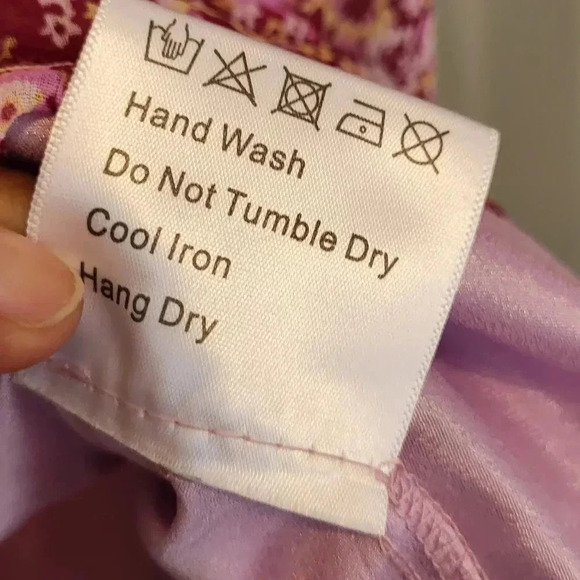 Hand Wash
Do Not Tumble Dry
Cool Iron
Hang Dry